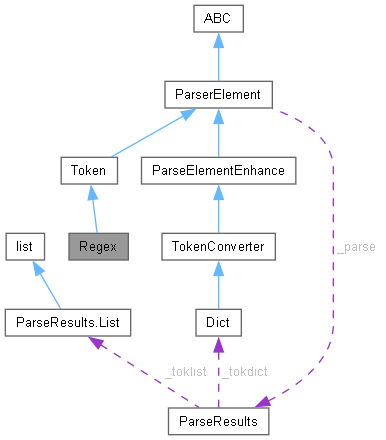 ABC
ParserElement
Token
ParseElementEnhance
list
Regex
TokenConverter
_parse
ParseResults.List
Dict
_toklist
_tokdict
ParseResults